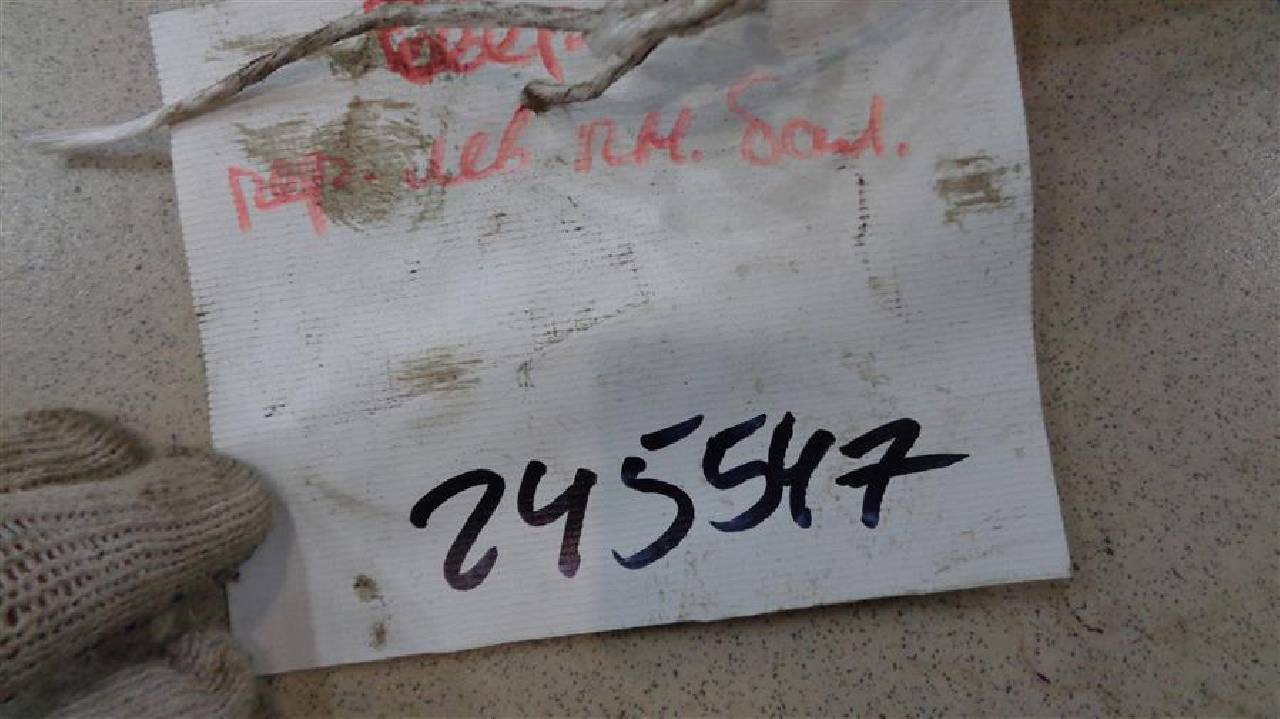 пер. лев пн. бал.
245547